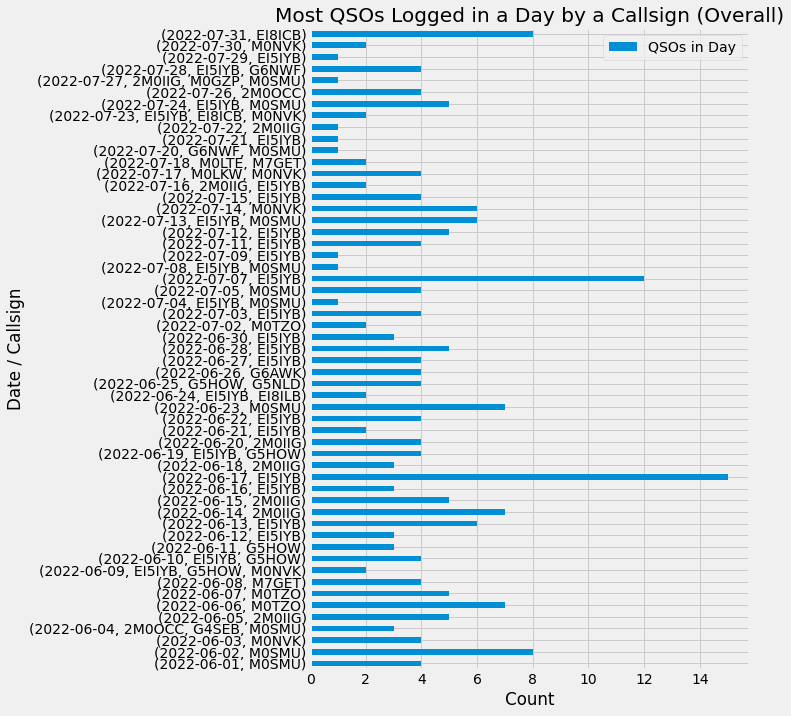 Most QSOs Logged in a Day by a Callsign (Overall)
QSOs in Day
Date / Callsign
(2022-07-31, EI8ICB)
(2022-07-30, M0NVK)
(2022-07-29, EI5IYB)
(2022-07-28, EI5IYB, G6NWF)
(2022-07-27, 2M0IIG, M0GZP, M0SMU)
(2022-07-26, 2M0OCC)
(2022-07-24, EI5IYB, M0SMU)
(2022-07-23, EI5IYB, EI8ICB, M0NVK)
(2022-07-22, 2M0IIG)
(2022-07-21, EI5IYB)
(2022-07-20, G6NWF, M0SMU)
(2022-07-18, M0LTE, M7GET)
(2022-07-17, M0LKW, M0NVK)
(2022-07-16, 2M0IIG, EI5IYB)
(2022-07-15, EI5IYB)
(2022-07-14, M0NVK)
(2022-07-13, EI5IYB, M0SMU)
(2022-07-12, EI5IYB)
(2022-07-11, EI5IYB)
(2022-07-09, EI5IYB)
(2022-07-08, EI5IYB, M0SMU)
(2022-07-07, EI5IYB)
(2022-07-05, M0SMU)
(2022-07-04, EI5IYB, M0SMU)
(2022-07-03, EI5IYB)
(2022-07-02, M0TZO)
(2022-06-30, EI5IYB)
(2022-06-28, EI5IYB)
(2022-06-27, EI5IYB)
(2022-06-26, G6AWK)
(2022-06-25, G5HOW, G5NLD)
(2022-06-24, EI5IYB, EI8ILB)
(2022-06-23, M0SMU)
(2022-06-22, EI5IYB)
(2022-06-21, EI5IYB)
(2022-06-20, 2M0IIG)
(2022-06-19, EI5IYB, G5HOW)
(2022-06-18, 2M0IIG)
(2022-06-17, EI5IYB)
(2022-06-16, EI5IYB)
(2022-06-15, 2M0IIG)
(2022-06-14, 2M0IIG)
(2022-06-13, EI5IYB)
(2022-06-12, EI5IYB)
(2022-06-11, G5HOW)
(2022-06-10, EI5IYB, G5HOW)
(2022-06-09, EI5IYB, G5HOW, M0NVK)
(2022-06-08, M7GET)
(2022-06-07, M0TZO)
(2022-06-06, M0TZO)
(2022-06-05, 2M0IIG)
(2022-06-04, 2M0OCC, G4SEB, M0SMU)
(2022-06-03, M0NVK)
(2022-06-02, M0SMU)
(2022-06-01, M0SMU)
0 2 4 6 8 10 12 14
Count